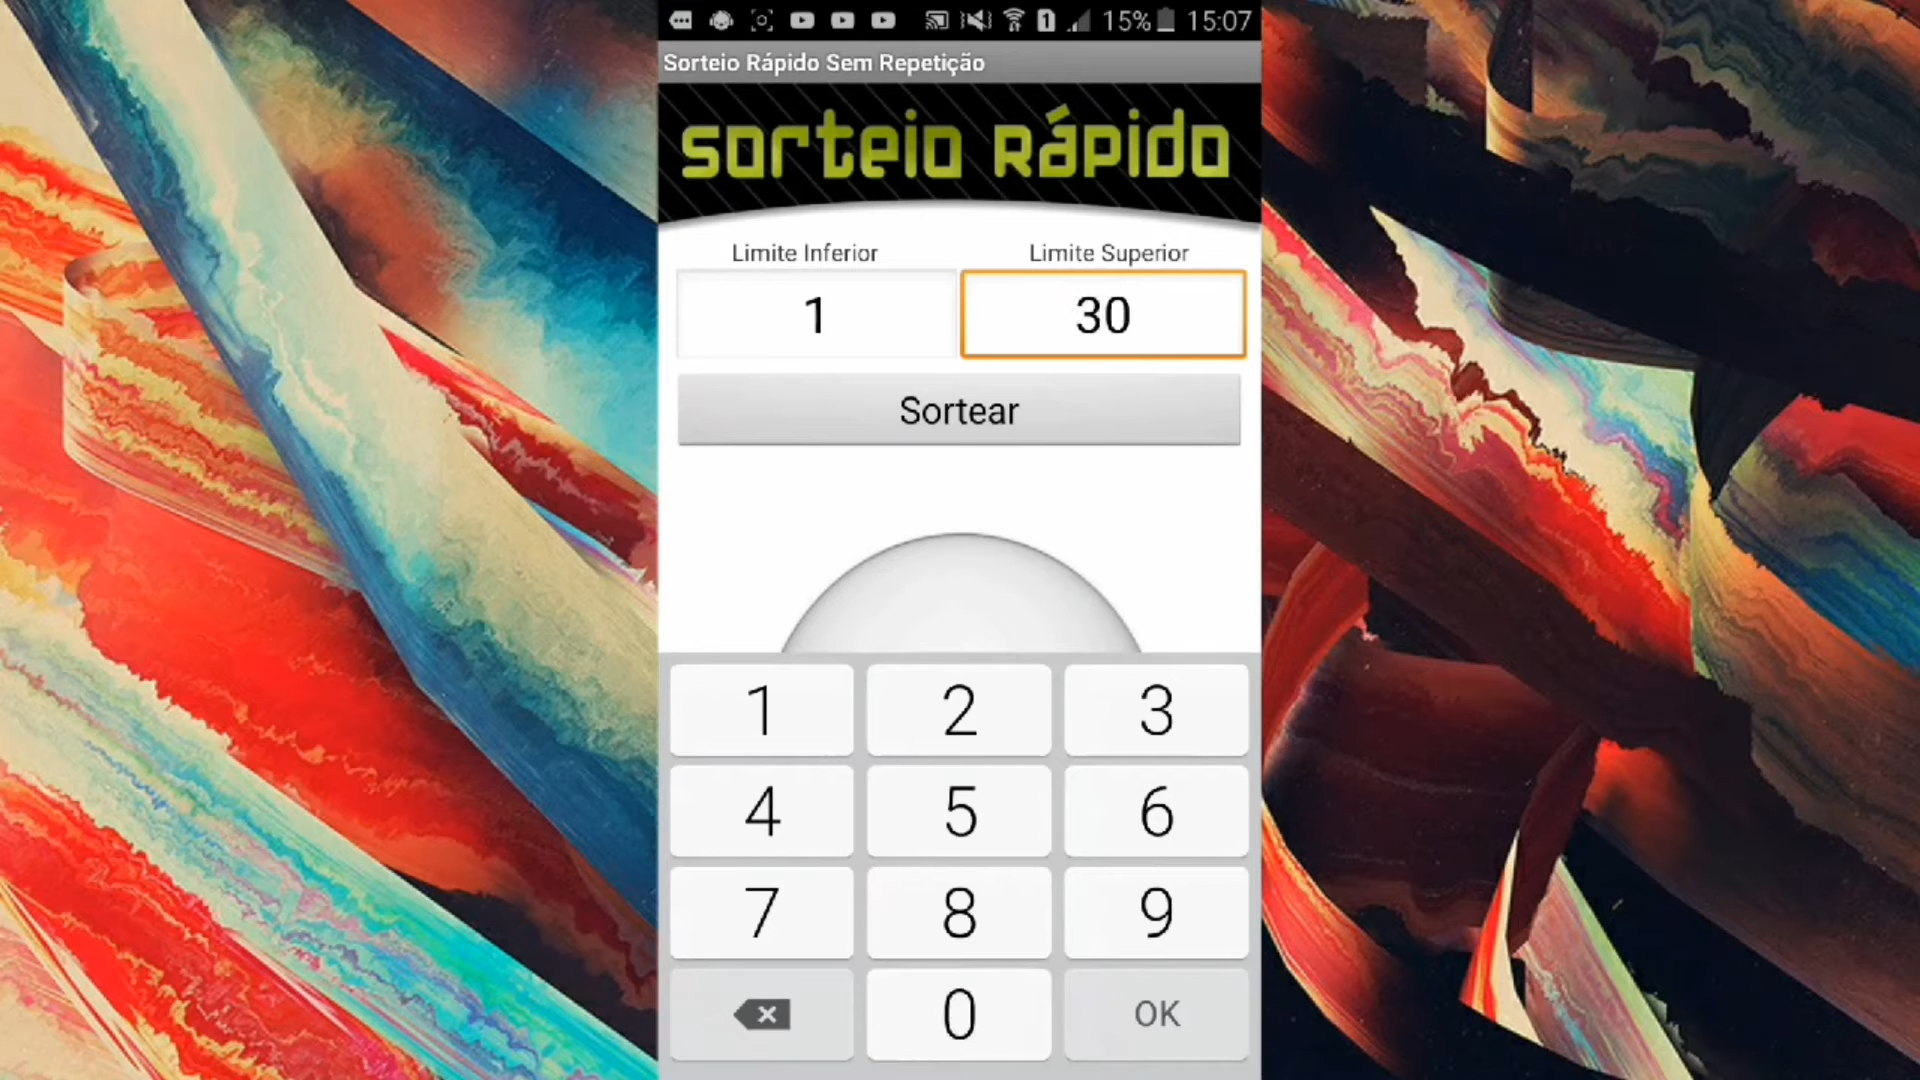 1 15% 15:07
Sorteio Rápido Sem Repetição
sorteio Rápido
Limite Inferior Limite Superior
1 30
Sortear
1 2 3
4 5 6
7 8 9
0 OK